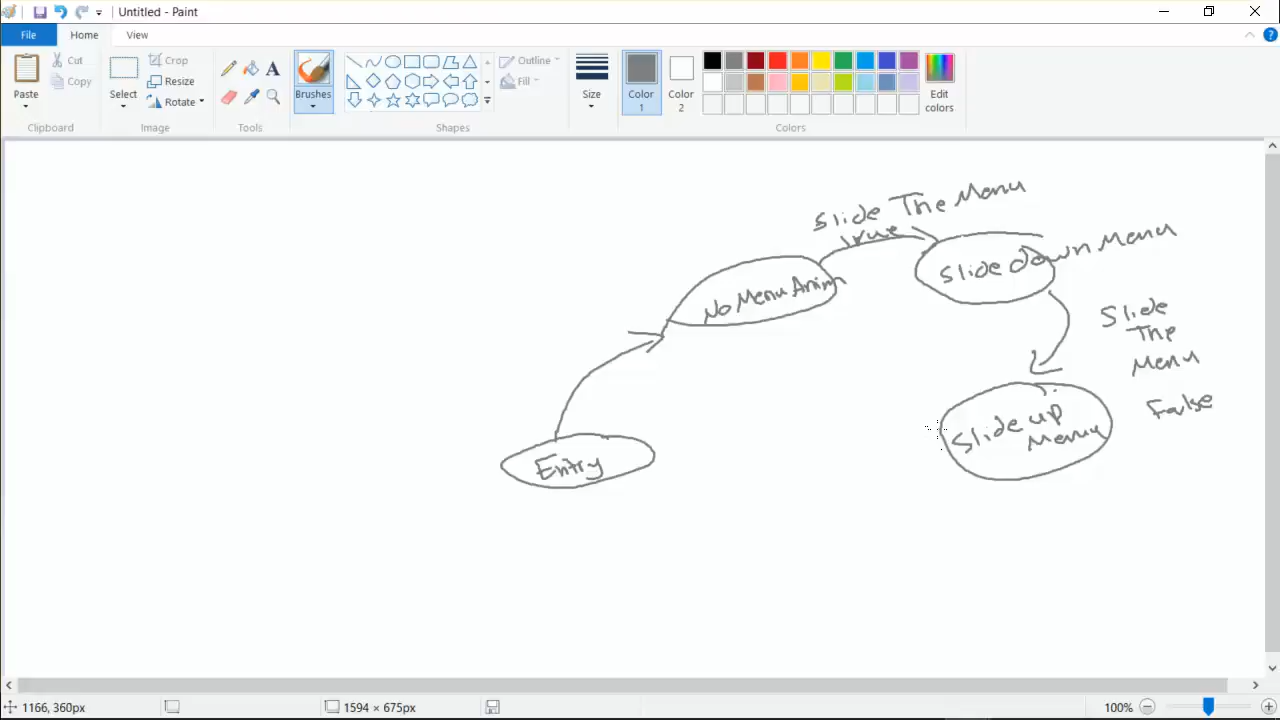 Untitled - Paint
File
Home
View
Paste
Cut
Copy
Clipboard
Select
Crop
Resize
Rotate
Image
Tools
Brushes
Shapes
Outline
Fill
Size
Color 1
Color 2
Edit colors
Colors
Slide The Menu
True
No Menu Anim
Slide down Menu
Slide
The
Menu
False
Slide up
Menu
Entry
1166, 360px
1594 × 675px
100%